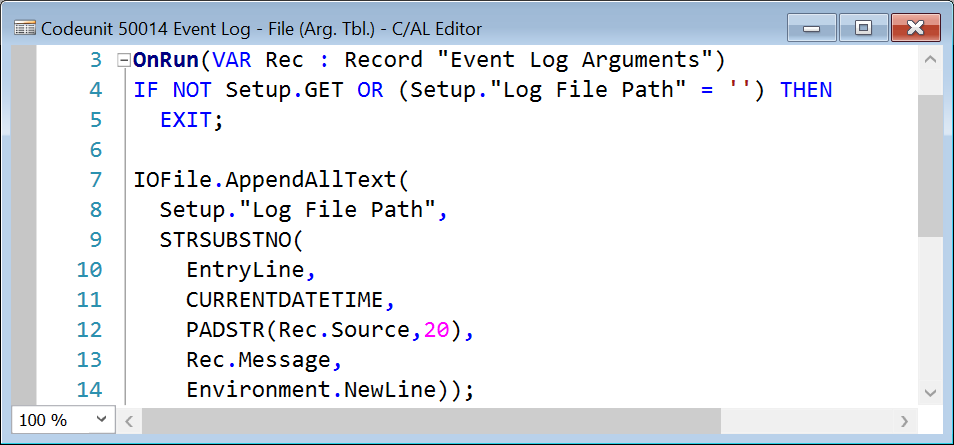 Codeunit 50014 Event Log - File (Arg. Tbl.) - C/AL Editor
3 OnRun(VAR Rec : Record "Event Log Arguments")
4 IF NOT Setup.GET OR (Setup."Log File Path" = '') THEN
5   EXIT;
6
7 IOFile.AppendAllText(
8   Setup."Log File Path",
9   STRSUBSTNO(
10     EntryLine,
11     CURRENTDATETIME,
12     PADSTR(Rec.Source,20),
13     Rec.Message,
14     Environment.NewLine));
100 %